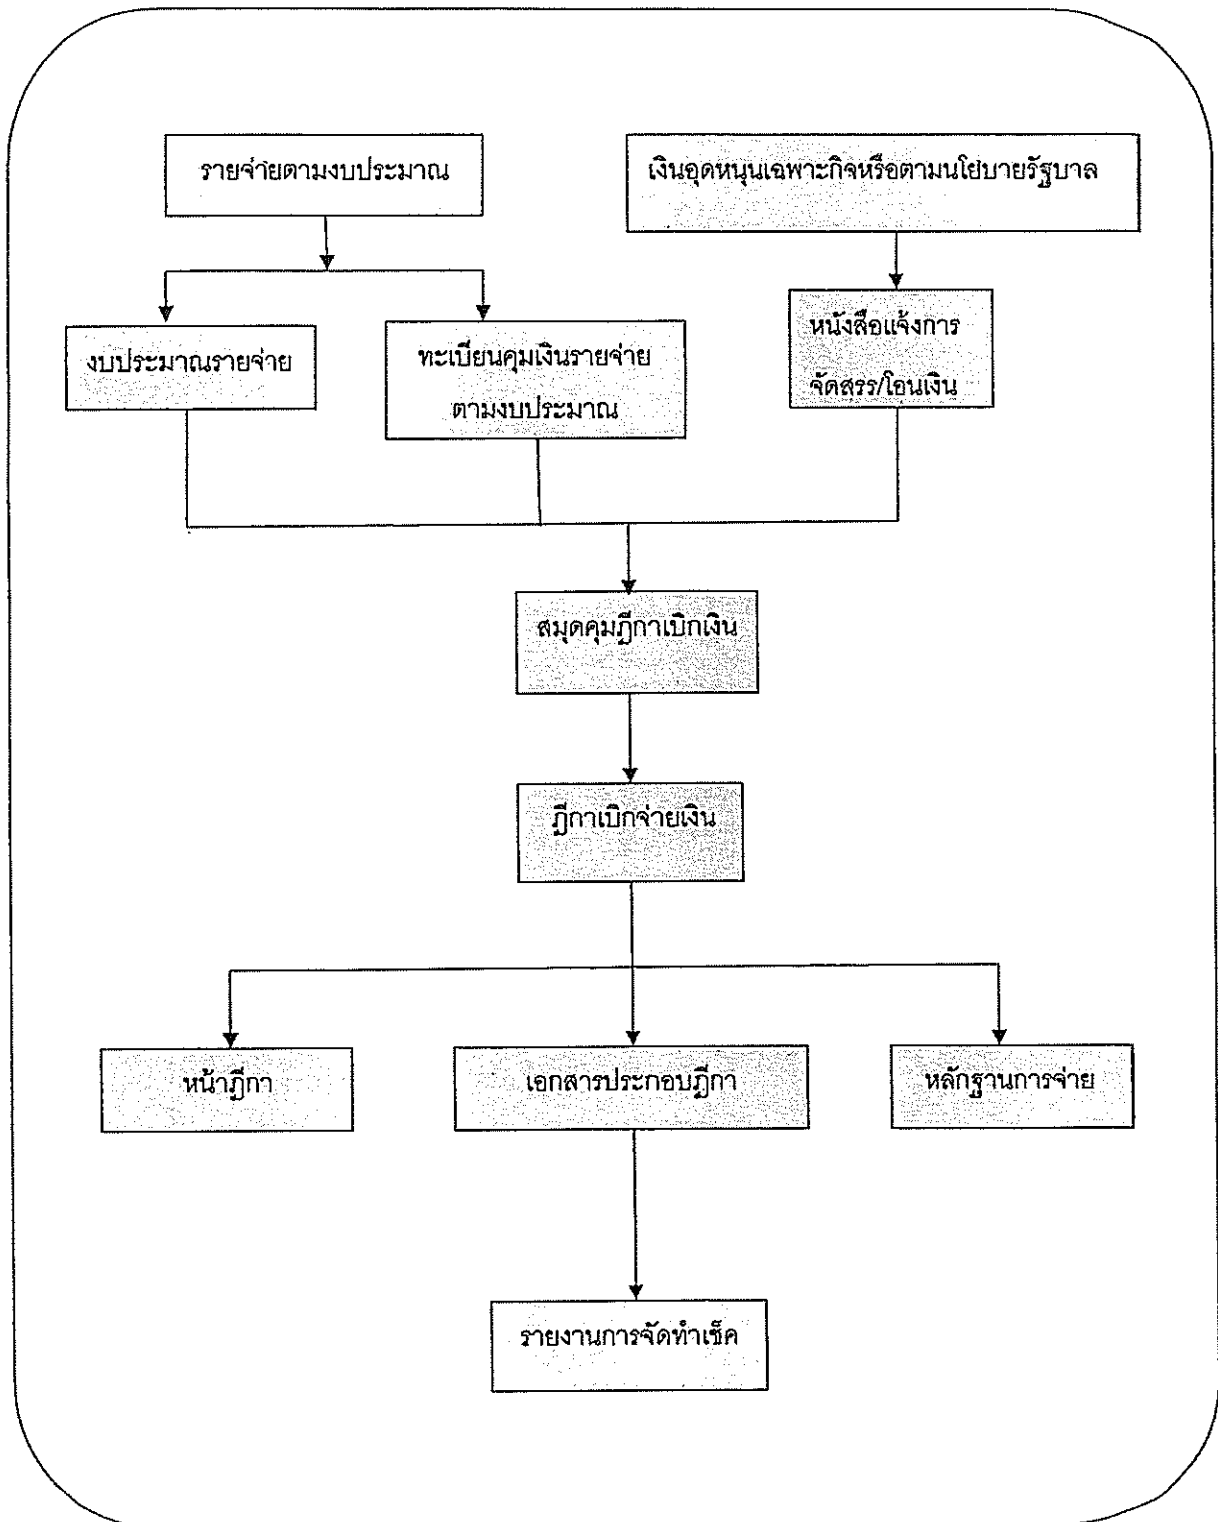 รายจ่ายตามงบประมาณ
เงินอุดหนุนเฉพาะกิจหรือตามนโยบายรัฐบาล
งบประมาณรายจ่าย
ทะเบียนคุมเงินรายจ่าย
ตามงบประมาณ
หนังสือแจ้งการ
จัดสรร/โอนเงิน
สมุดคุมฎีกาเบิกเงิน
ฎีกาเบิกจ่ายเงิน
หน้าฎีกา
เอกสารประกอบฎีกา
หลักฐานการจ่าย
รายงานการจัดทำเช็ค